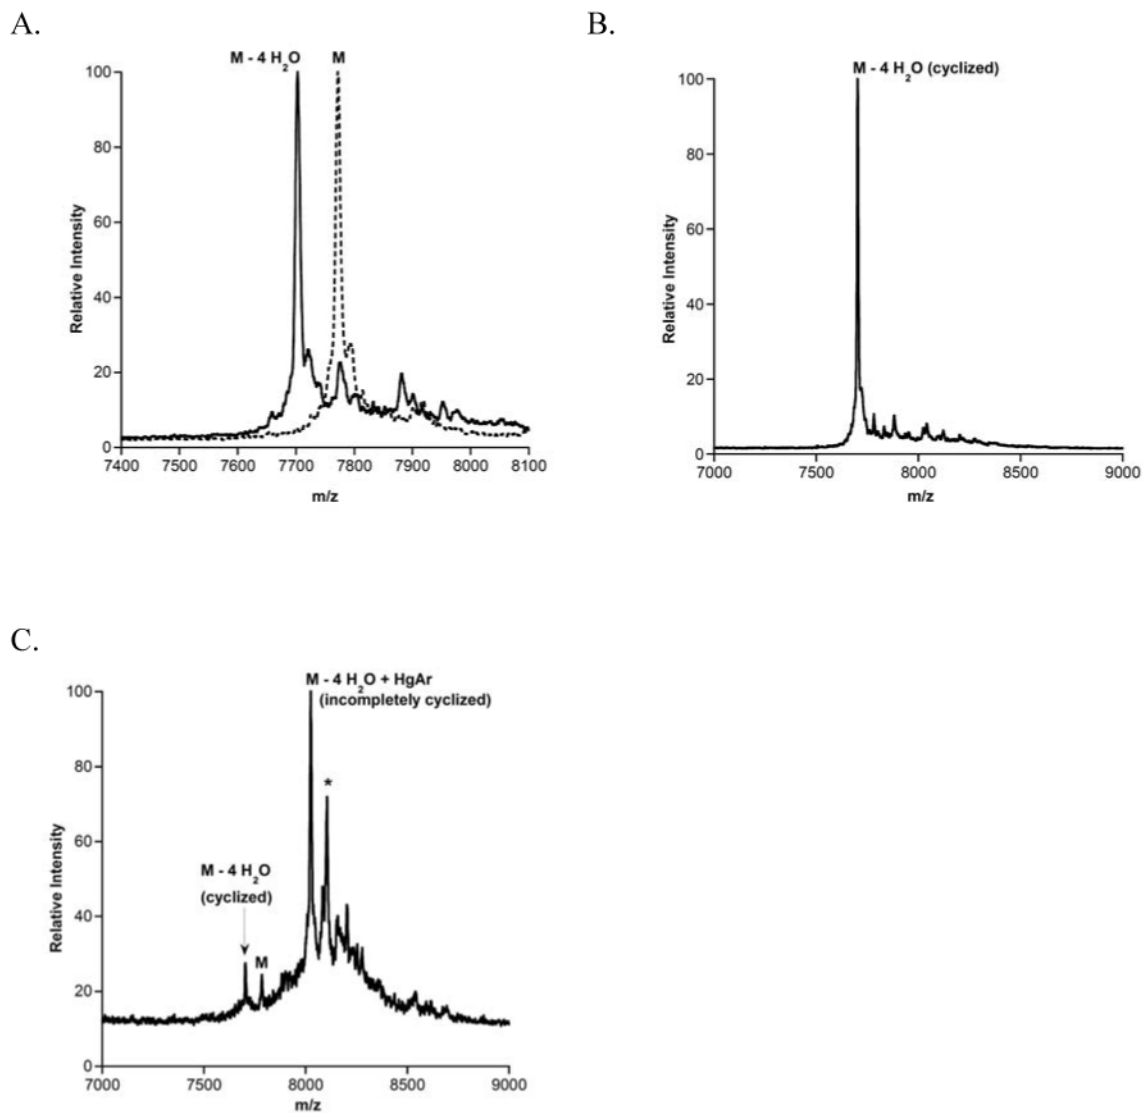 A.
M - 4 H2O M
100
80
60
40
20
0
Relative Intensity
7400 7500 7600 7700 7800 7900 8000 8100
m/z
B.
M - 4 H2O (cyclized)
100
80
60
40
20
0
Relative Intensity
7000 7500 8000 8500 9000
m/z
C.
M - 4 H2O + HgAr
(incompletely cyclized)
*
M - 4 H2O
(cyclized)
M
100
80
60
40
20
0
Relative Intensity
7000 7500 8000 8500 9000
m/z